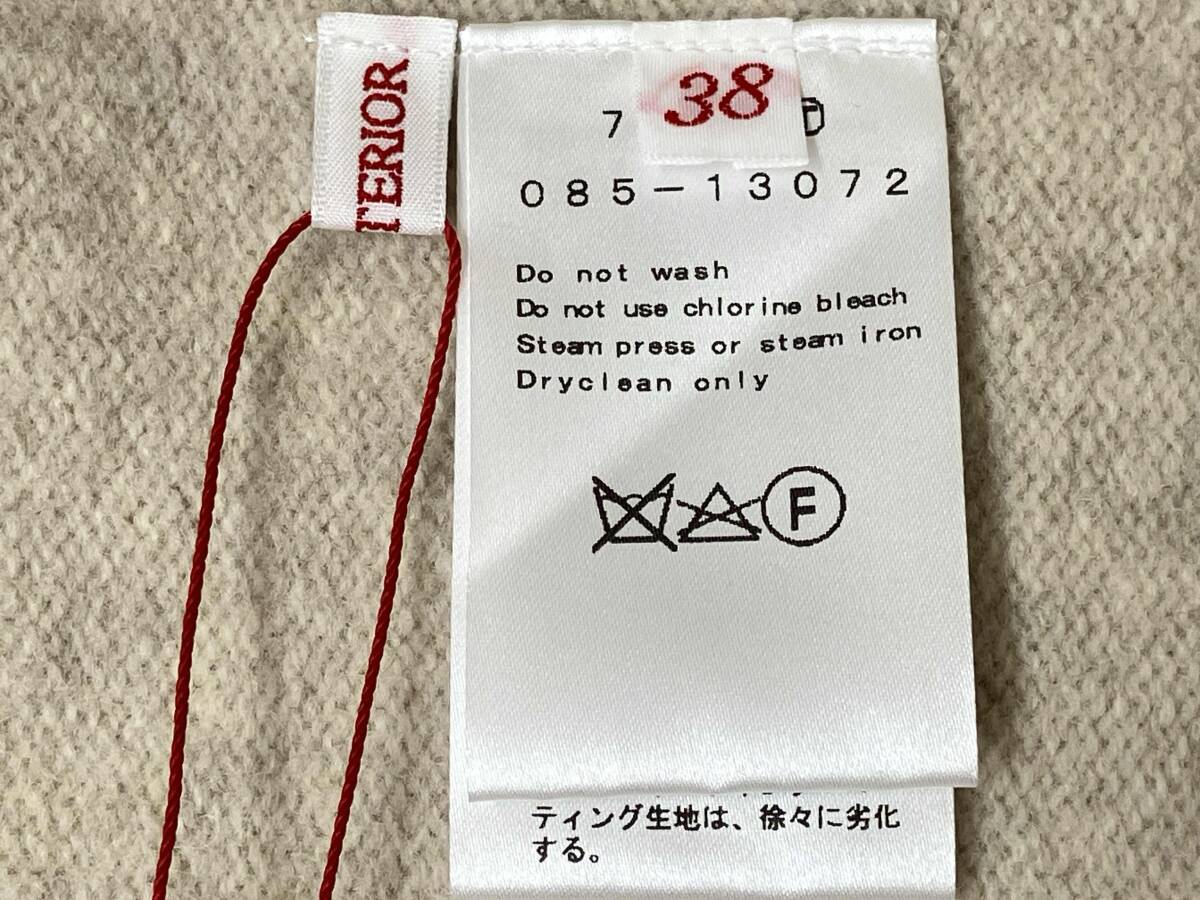 TERIOR
38
7
085-13072
Do not wash
Do not use chlorine bleach
Steam press or steam iron
Dryclean only
F
ティング生地は、徐々に劣化
する。